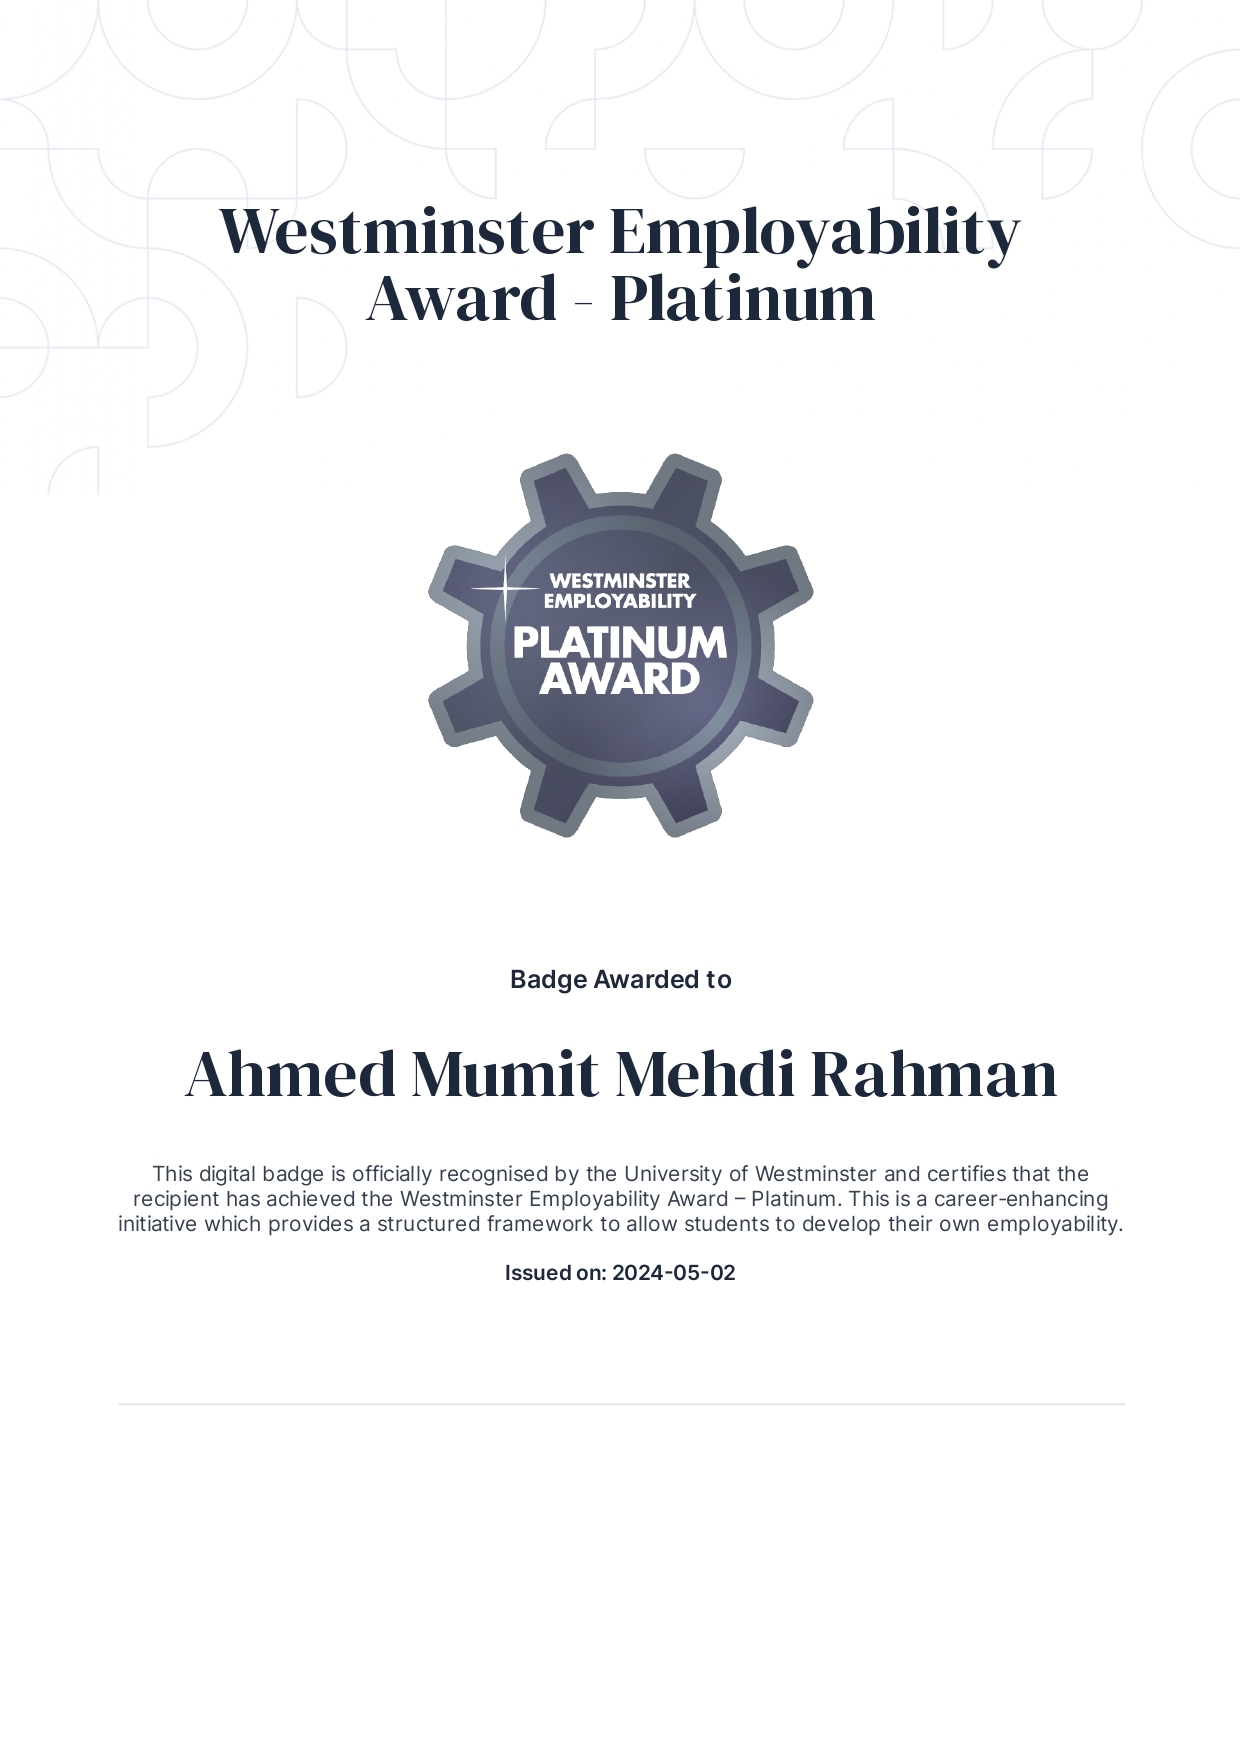 Westminster Employability
Award - Platinum
WESTMINSTER
EMPLOYABILITY
PLATINUM
AWARD
Badge Awarded to
Ahmed Mumit Mehdi Rahman
This digital badge is officially recognised by the University of Westminster and certifies that the
recipient has achieved the Westminster Employability Award – Platinum. This is a career-enhancing
initiative which provides a structured framework to allow students to develop their own employability.
Issued on: 2024-05-02